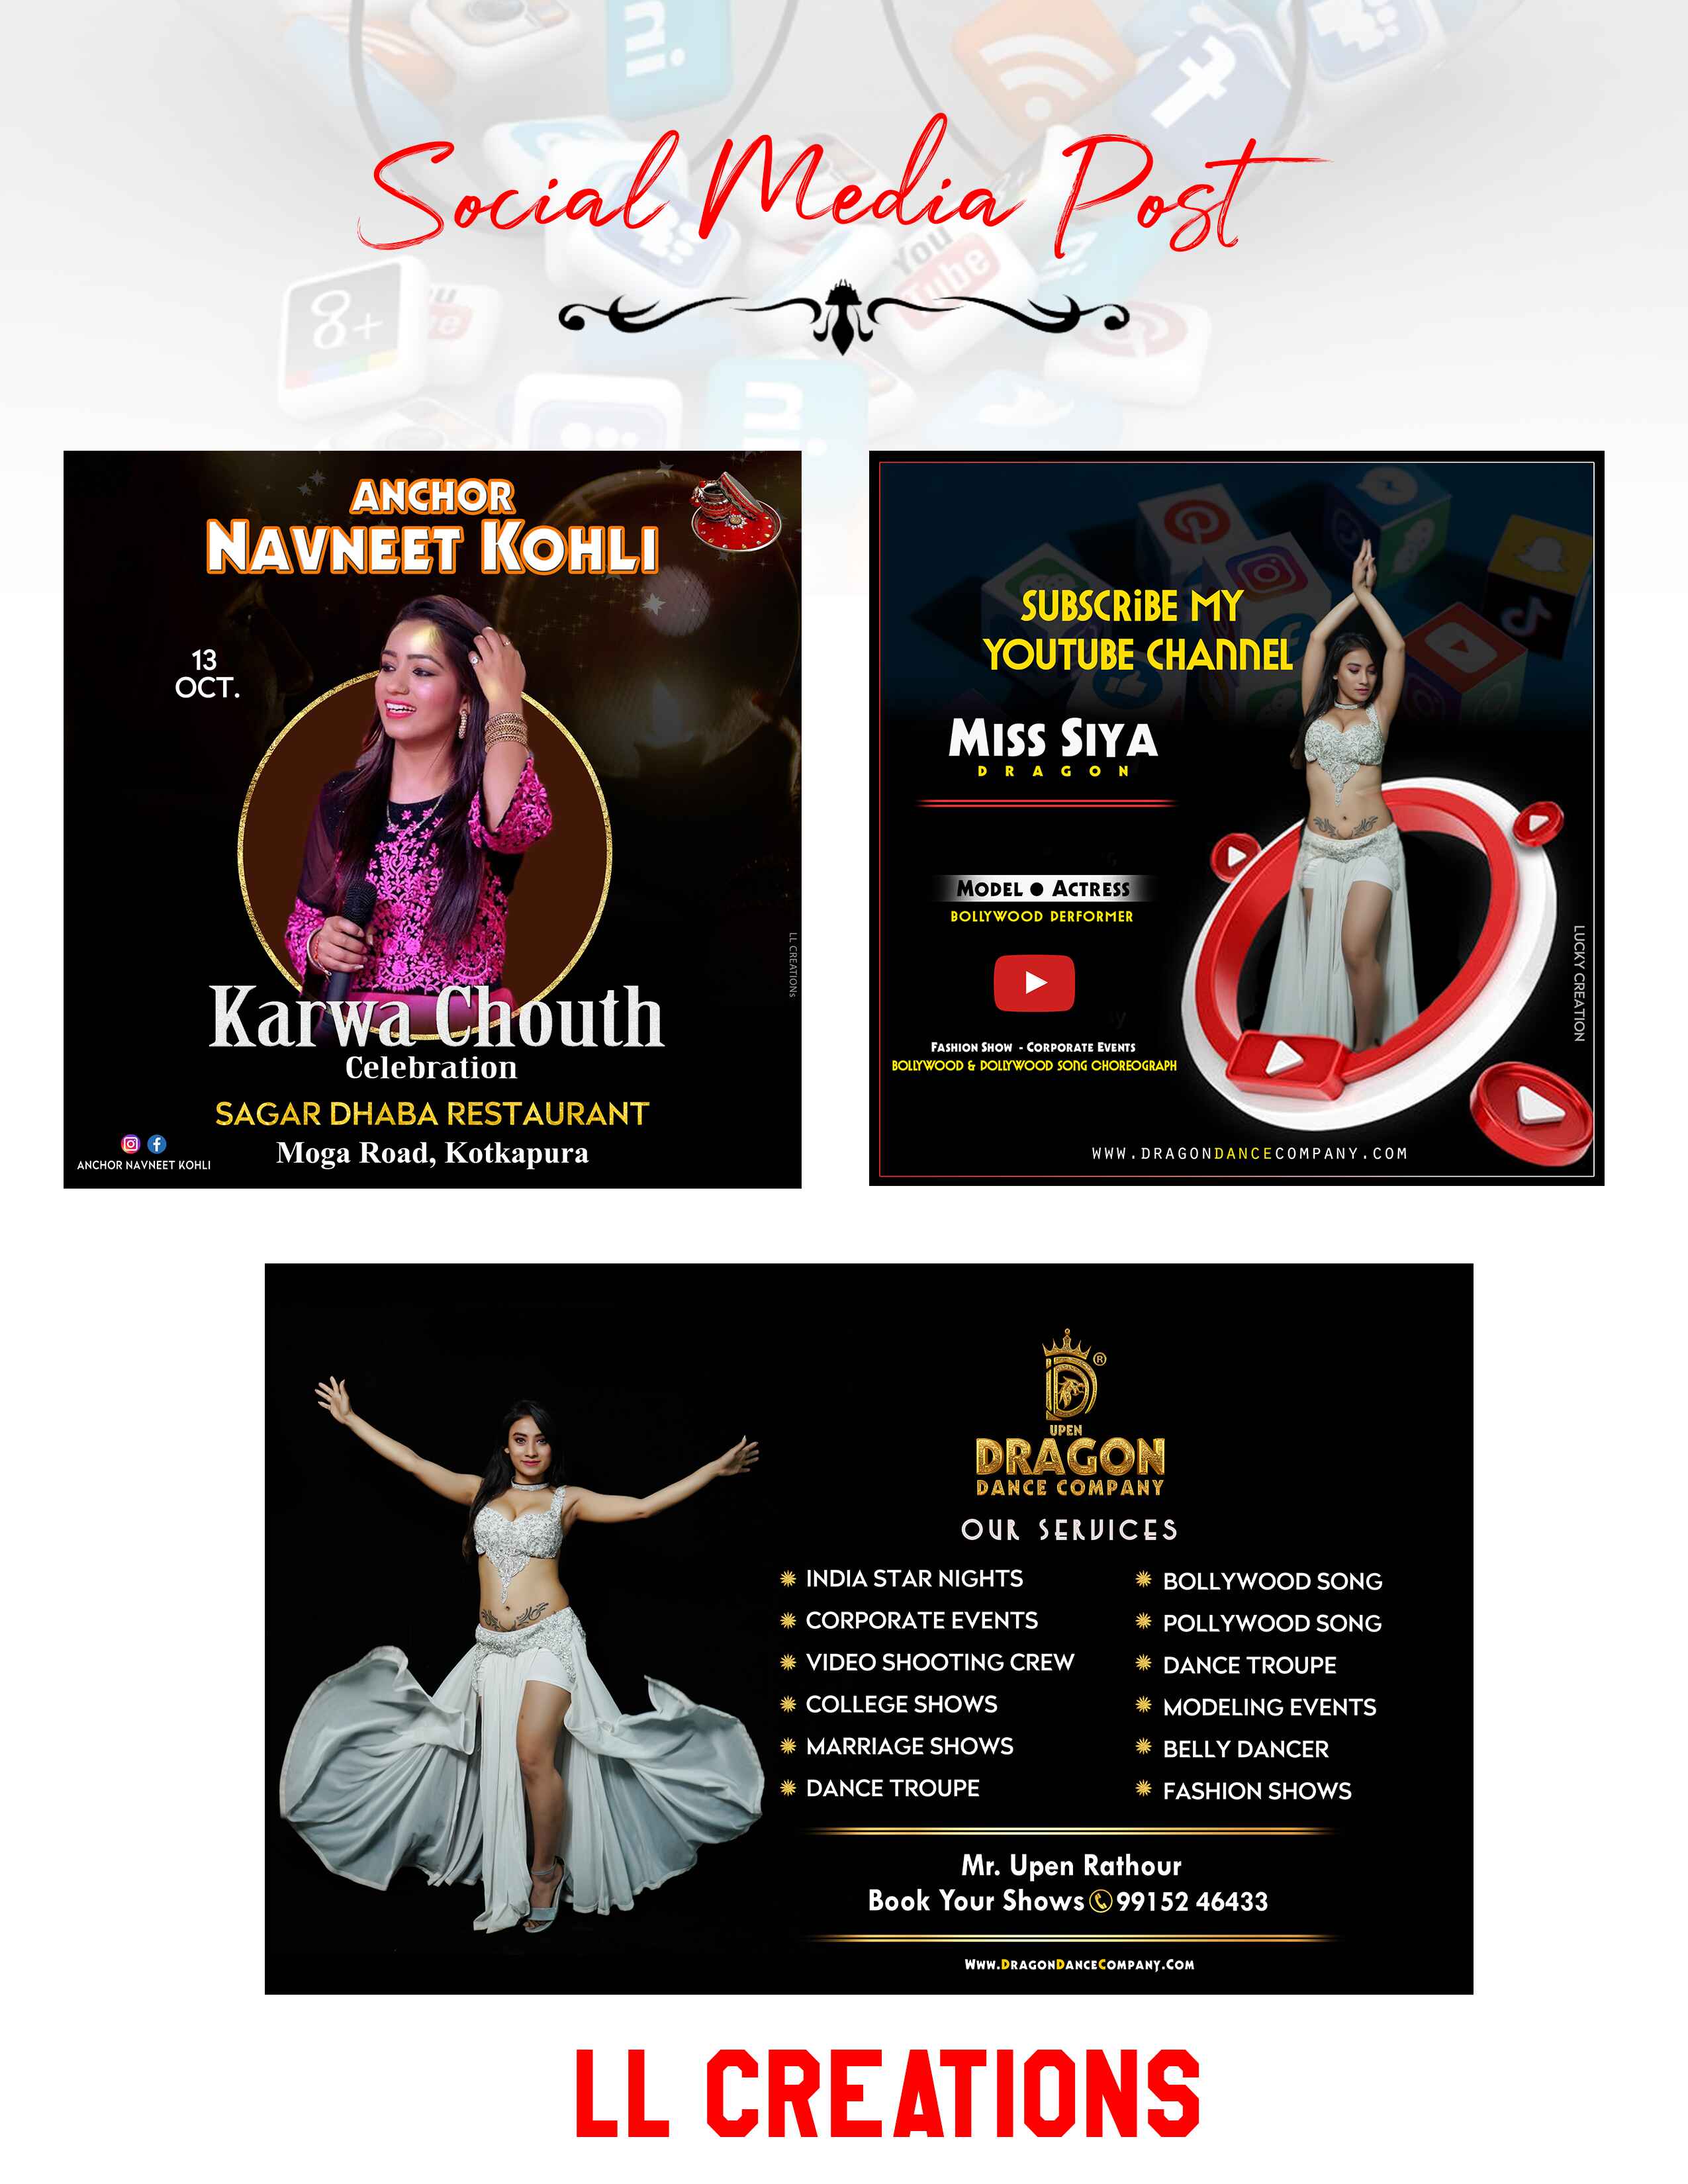 Social Media Post
ANCHOR
NAVNEET KOHLI
13
OCT.
Karwa Chouth
Celebration
SAGAR DHABA RESTAURANT
Moga Road, Kotkapura
ANCHOR NAVNEET KOHLI
LL CREATIONs
SUBSCRiBE MY
YOUTUBE CHANNEL
MISS SIYA
DRAGON
MODEL ● ACTRESS
BOLLYWOOD PERFORMER
FASHION SHOW - CORPORATE EVENTS
BOLLYWOOD & POLLYWOOD SONG CHOREOGRAPH
WWW.DRAGONDANCECOMPANY.COM
LUCKY CREATION
UPEN
DRAGON
DANCE COMPANY
OUR SERVICES
INDIA STAR NIGHTS
CORPORATE EVENTS
VIDEO SHOOTING CREW
COLLEGE SHOWS
MARRIAGE SHOWS
DANCE TROUPE
BOLLYWOOD SONG
POLLYWOOD SONG
DANCE TROUPE
MODELING EVENTS
BELLY DANCER
FASHION SHOWS
Mr. Upen Rathour
Book Your Shows 99152 46433
WWW.DRAGONDANCECOMPANY.COM
LL CREATIONS